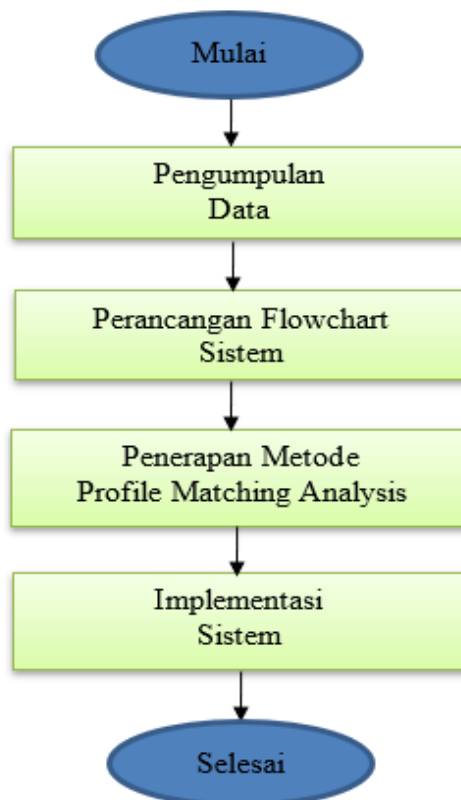 Mulai
Pengumpulan
Data
Perancangan Flowchart
Sistem
Penerapan Metode
Profile Matching Analysis
Implementasi
Sistem
Selesai